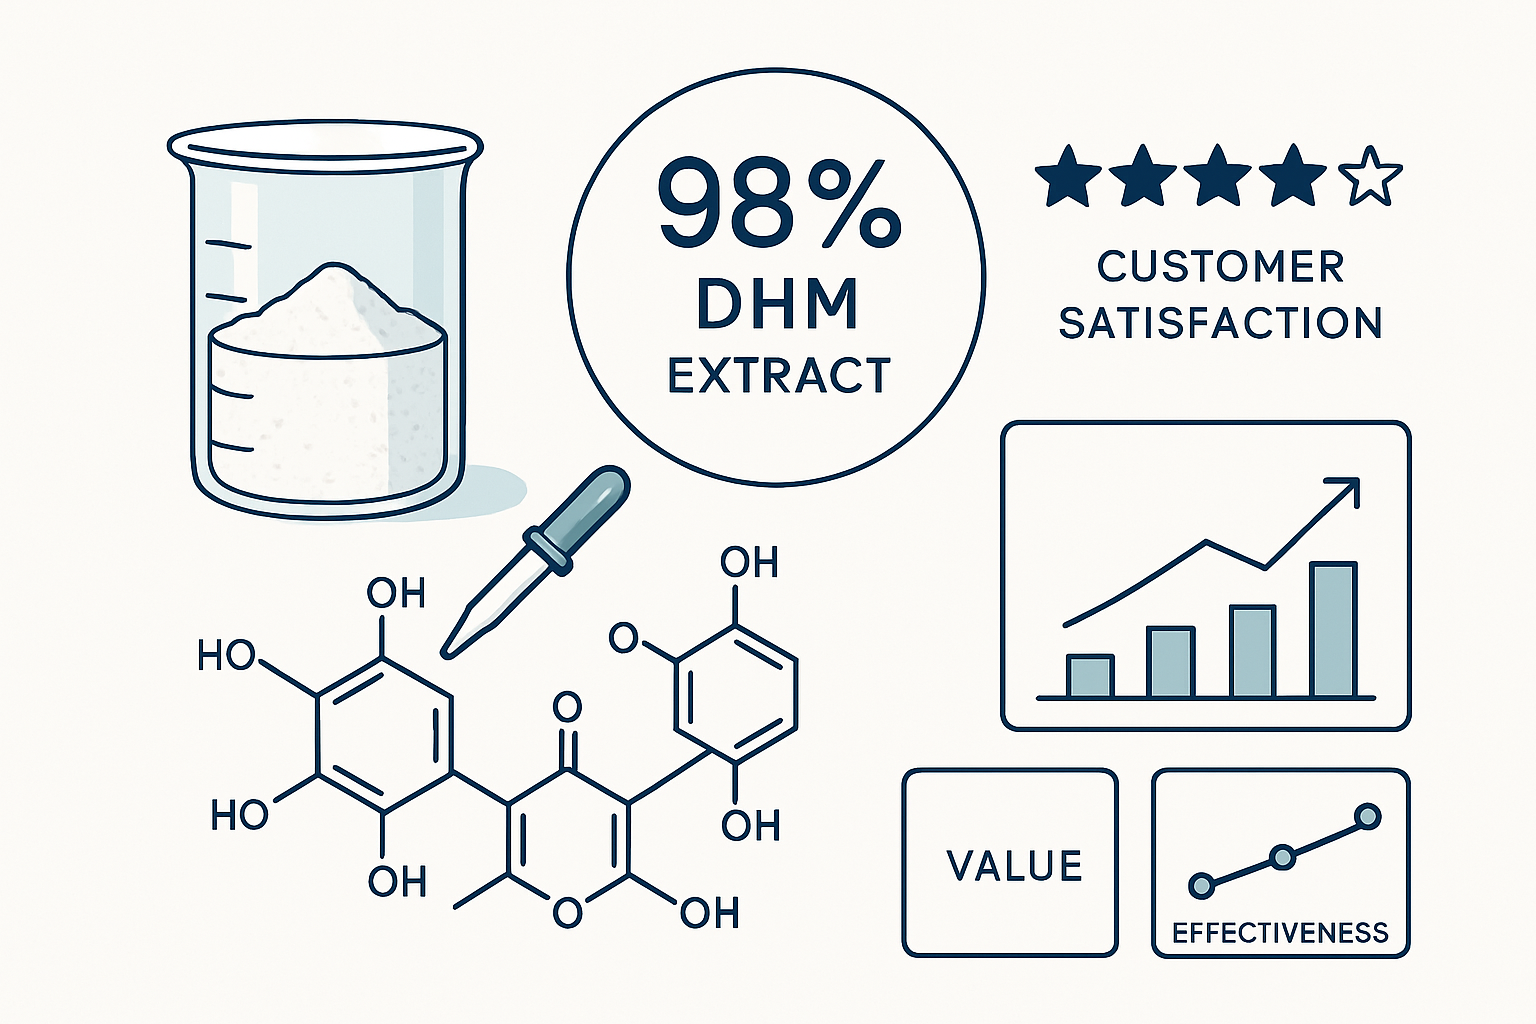 98%
DHM
EXTRACT
CUSTOMER
SATISFACTION
OH
HO
HO
OH
O
O
OH
O
OH
OH
VALUE
EFFECTIVENESS